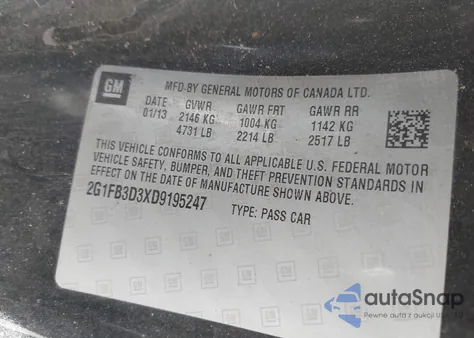 GM
MFD BY GENERAL MOTORS OF CANADA LTD.
DATE GVWR GAWR FRT GAWR RR
01/13 2146 KG 1004 KG 1142 KG
4731 LB 2214 LB 2517 LB
THIS VEHICLE CONFORMS TO ALL APPLICABLE U.S. FEDERAL MOTOR
VEHICLE SAFETY, BUMPER, AND THEFT PREVENTION STANDARDS IN
EFFECT ON THE DATE OF MANUFACTURE SHOWN ABOVE.
2G1FB3D3XD9195247 TYPE: PASS CAR
autoSnap
Pewne auta z aukcji